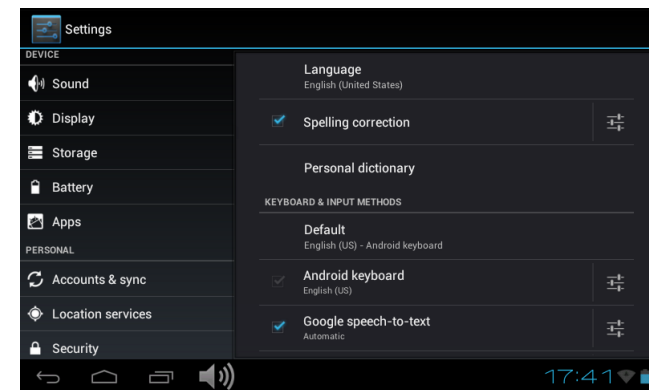 Settings
DEVICE
Sound
Display
Storage
Battery
Apps
PERSONAL
Accounts & sync
Location services
Security
Language
English (United States)
Spelling correction
Personal dictionary
KEYBOARD & INPUT METHODS
Default
English (US) - Android keyboard
Android keyboard
English (US)
Google speech-to-text
Automatic
17:41